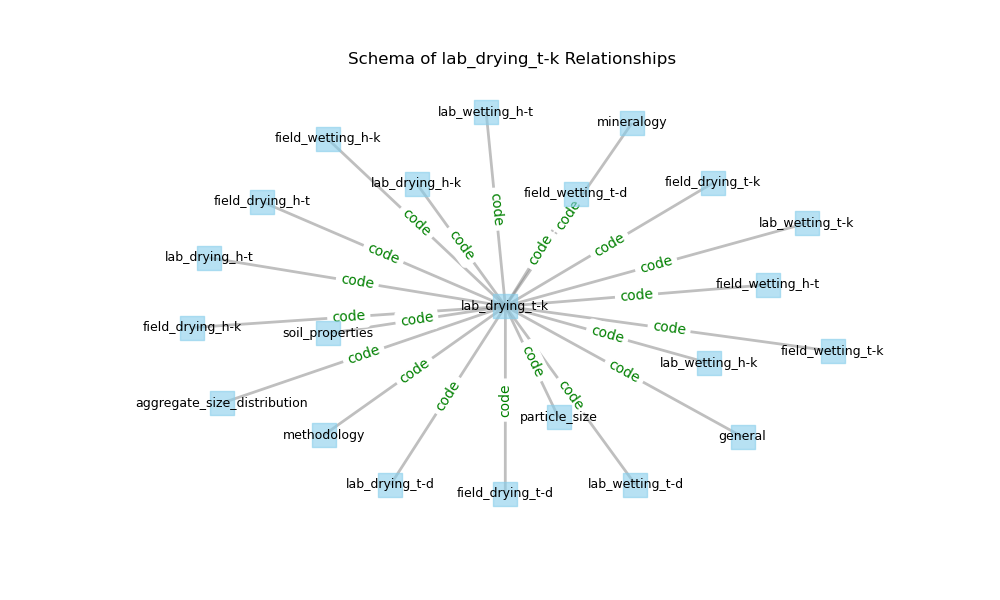 Schema of lab_drying_t-k Relationships
lab_wetting_h-t
mineralogy
field_wetting_h-k
lab_drying_h-k
field_wetting_t-d
field_drying_t-k
field_drying_h-t
code
code
code
lab_wetting_t-k
code
code
code
code
code
lab_drying_h-t
code
code
code
field_wetting_h-t
lab_drying_t-k
field_drying_h-k
code
code
soil_properties
code
code
code
code
code
code
field_wetting_t-k
lab_wetting_h-k
aggregate_size_distribution
code
code
code
particle_size
methodology
general
lab_drying_t-d
field_drying_t-d
lab_wetting_t-d